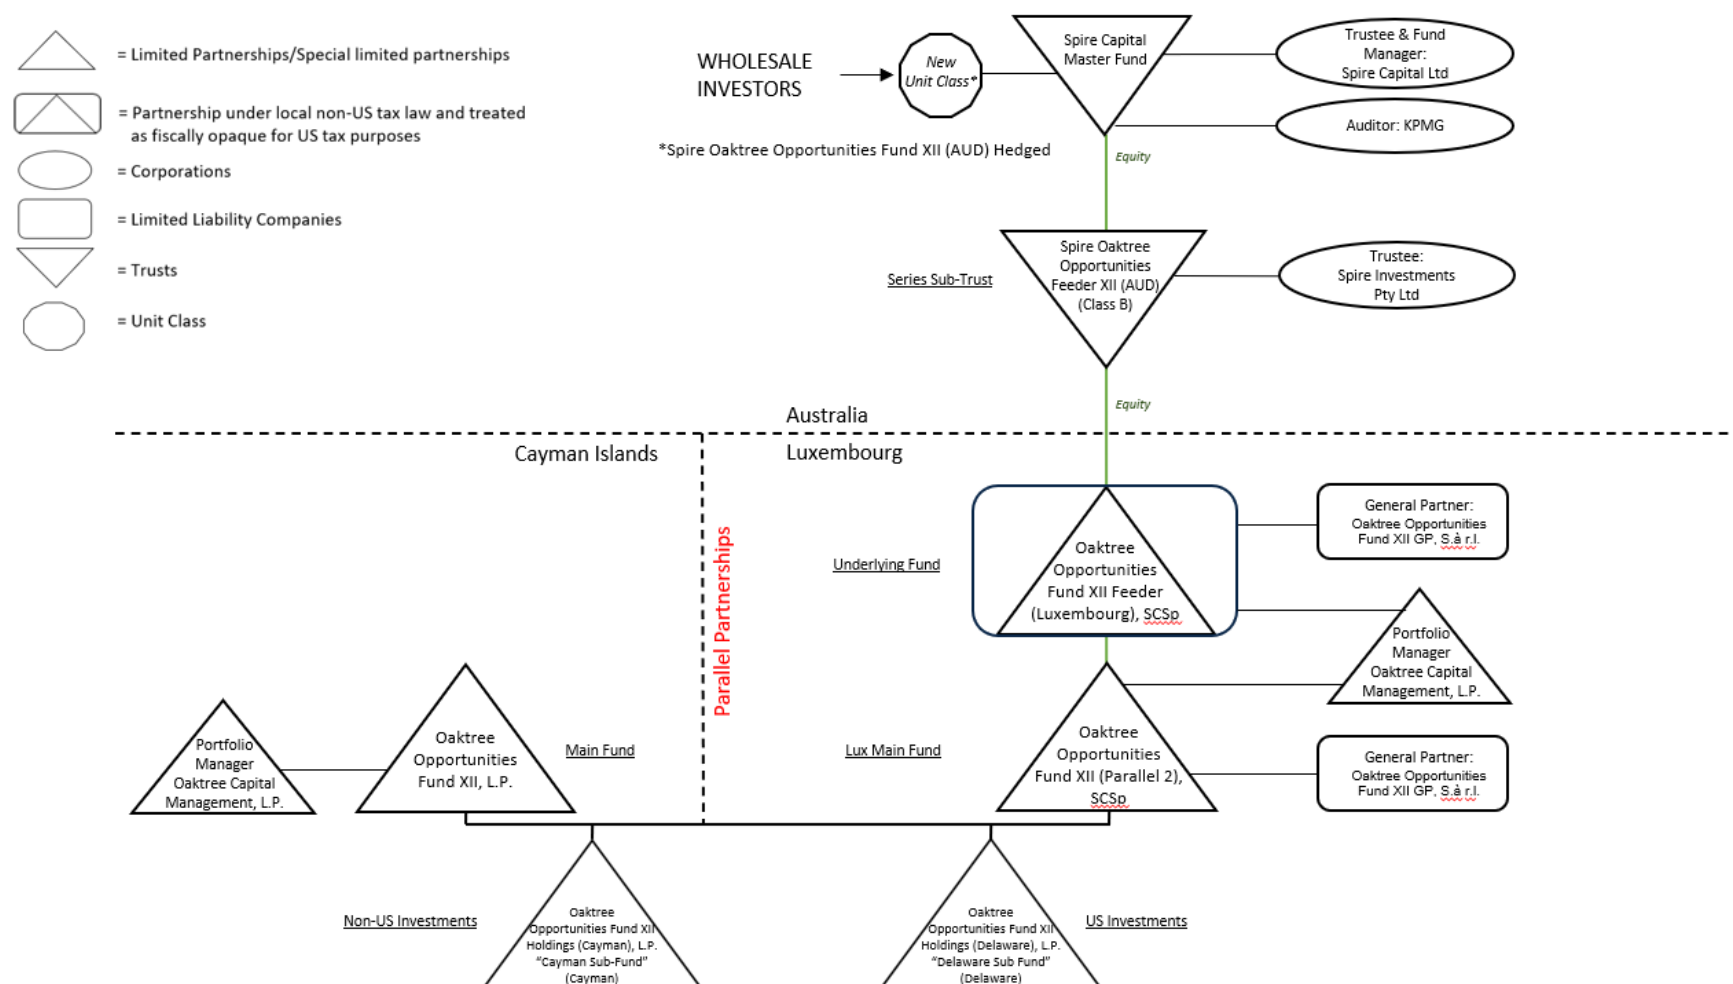 = Limited Partnerships/Special limited partnerships
= Partnership under local non-US tax law and treated
as fiscally opaque for US tax purposes
= Corporations
= Limited Liability Companies
= Trusts
= Unit Class
WHOLESALE
INVESTORS
New
Unit Class*
*Spire Oaktree Opportunities Fund XII (AUD) Hedged
Spire Capital
Master Fund
Trustee & Fund
Manager:
Spire Capital Ltd
Auditor: KPMG
Equity
Series Sub-Trust
Spire Oaktree
Opportunities
Feeder XII (AUD)
(Class B)
Trustee:
Spire Investments
Pty Ltd
Equity
Australia
Cayman Islands
Luxembourg
Parallel Partnerships
Underlying Fund
Oaktree
Opportunities
Fund XII Feeder
(Luxembourg), SCSp
General Partner:
Oaktree Opportunities
Fund XII GP, S.à r.l.
Portfolio
Manager
Oaktree Capital
Management, L.P.
Portfolio
Manager
Oaktree Capital
Management, L.P.
Oaktree
Opportunities
Fund XII, L.P.
Main Fund
Lux Main Fund
Oaktree
Opportunities
Fund XII (Parallel 2),
SCSp
General Partner:
Oaktree Opportunities
Fund XII GP, S.à r.l.
Non-US Investments
Oaktree
Opportunities Fund XII
Holdings (Cayman), L.P.
“Cayman Sub-Fund”
(Cayman)
Oaktree
Opportunities Fund XII
Holdings (Delaware), L.P.
“Delaware Sub Fund”
(Delaware)
US Investments